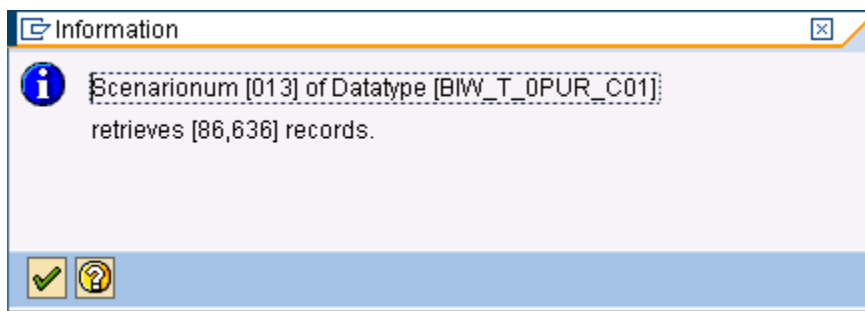 Information
Scenarionum [013] of Datatype [BIW_T_0PUR_C01]
retrieves [86,636] records.